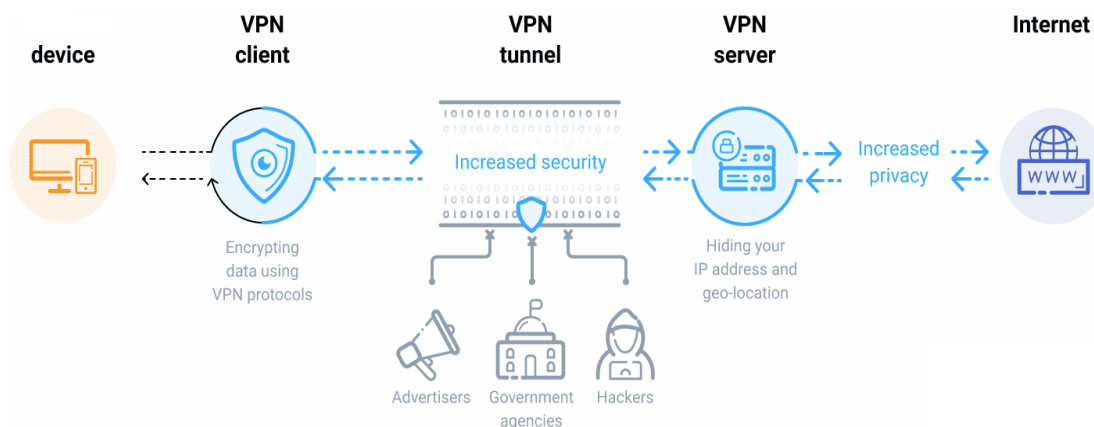 device
VPN
client
VPN
tunnel
VPN
server
Internet
1010101010101010101
Increased security
Increased
privacy
WWW
Encrypting
data using
VPN protocols
Hiding your
IP address and
geo-location
Advertisers
Government
agencies
Hackers